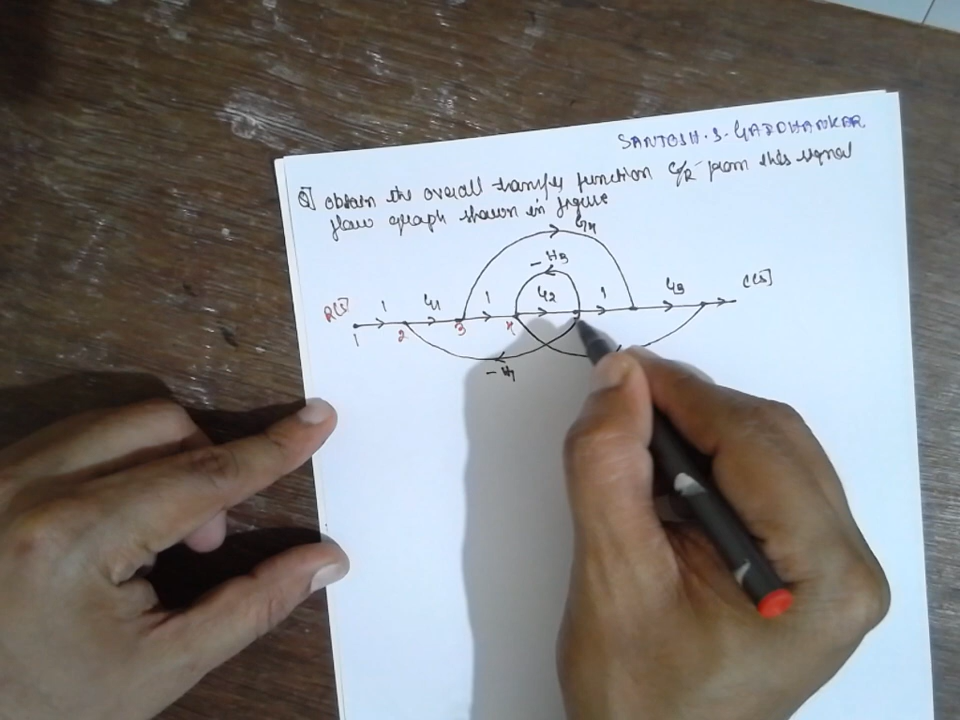 SANTOSH.S.GAIDHANKAR
Q] obtain the overall transfer function C/R from this signal
flow graph shown in figure
G4
-H3
R[S] 1 G1 1 G2 1 G3 C[S]
1 2 3 4
-H1